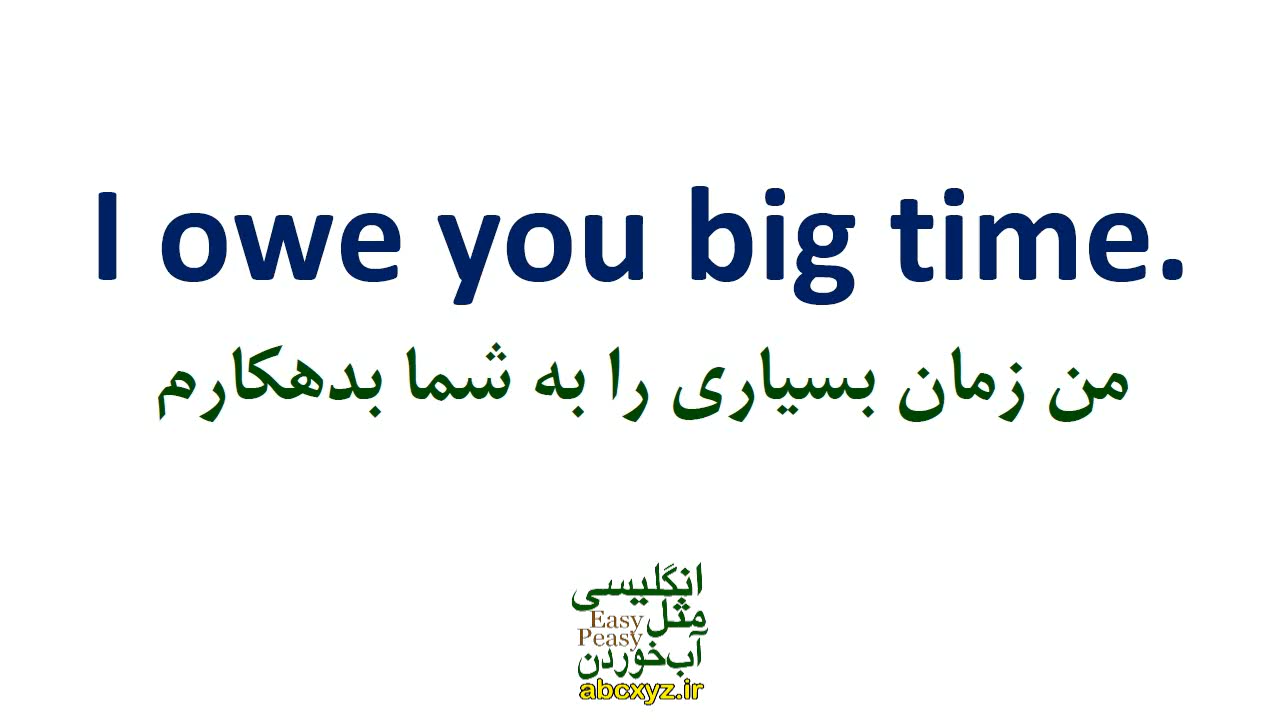 I owe you big time.
من زمان بسیاری را به شما بدهکارم
انگلیسی
مثل Easy
Peasy
آب‌خوردن
abcxyz.ir